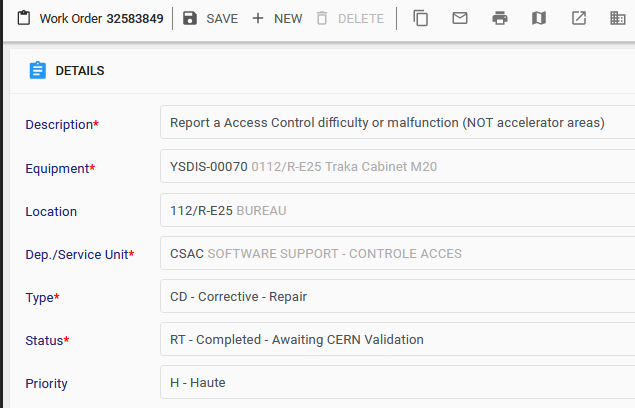 Work Order 32583849 SAVE NEW DELETE
DETAILS
Description* Report a Access Control difficulty or malfunction (NOT accelerator areas)
Equipment* YSDIS-00070 0112/R-E25 Traka Cabinet M20
Location 112/R-E25 BUREAU
Dep./Service Unit* CSAC SOFTWARE SUPPORT - CONTROLE ACCES
Type* CD - Corrective - Repair
Status* RT - Completed - Awaiting CERN Validation
Priority H - Haute